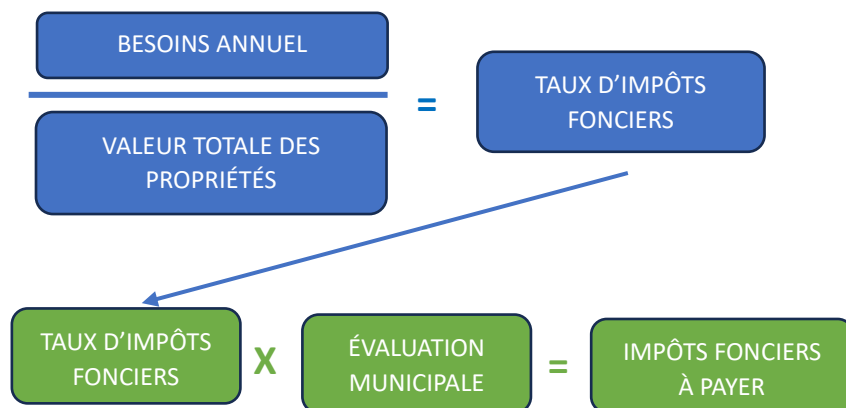 BESOINS ANNUEL
VALEUR TOTALE DES
PROPRIÉTÉS
=
TAUX D'IMPÔTS
FONCIERS
TAUX D'IMPÔTS
FONCIERS
X
ÉVALUATION
MUNICIPALE
=
IMPÔTS FONCIERS
À PAYER